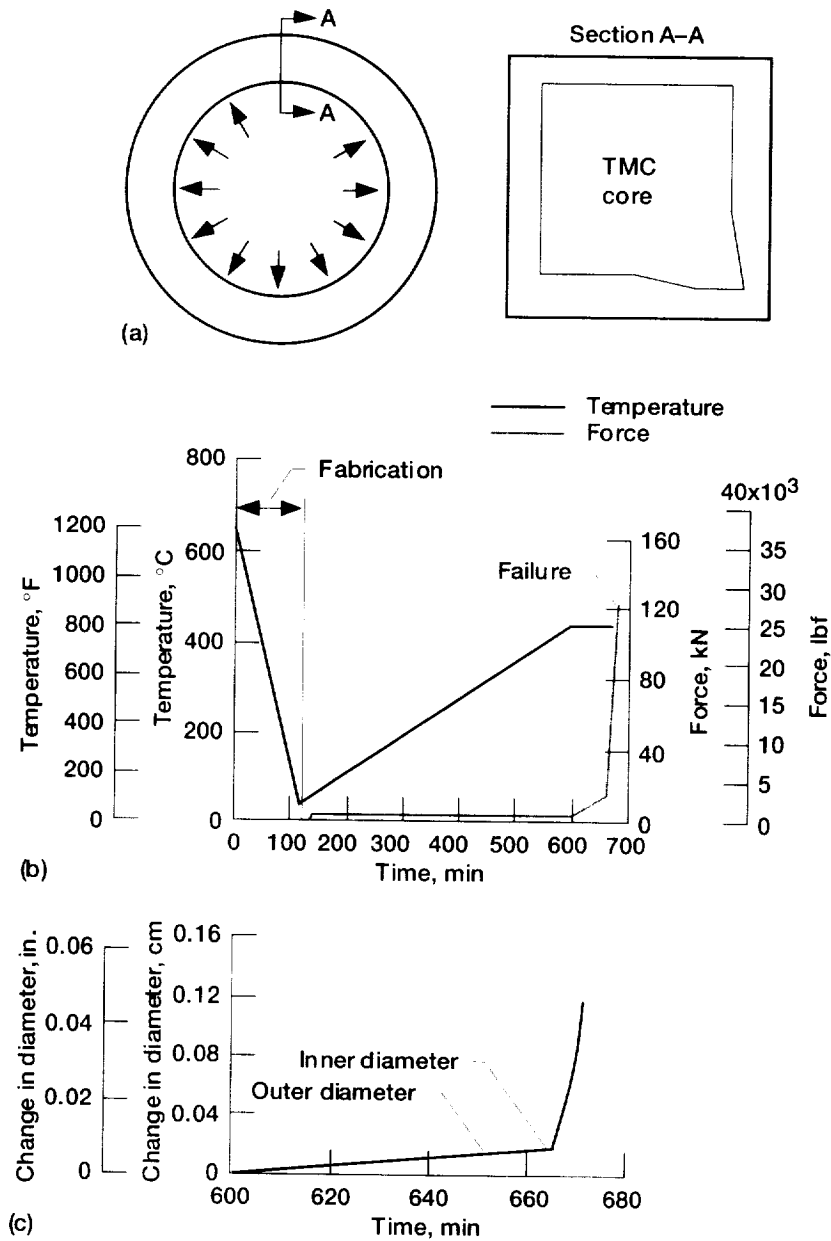 A
A
(a)
Section A–A
TMC
core
Temperature
Force
Fabrication
Failure
Temperature, °F
1200
1000
800
600
400
200
0
Temperature, °C
800
600
400
200
0
Force, kN
160
120
80
40
0
Force, lbf
40x10³
35
30
25
20
15
10
5
0
0 100 200 300 400 500 600 700
Time, min
(b)
Change in diameter, in.
0.06
0.04
0.02
0
Change in diameter, cm
0.16
0.12
0.08
0.04
0
Inner diameter
Outer diameter
600 620 640 660 680
Time, min
(c)